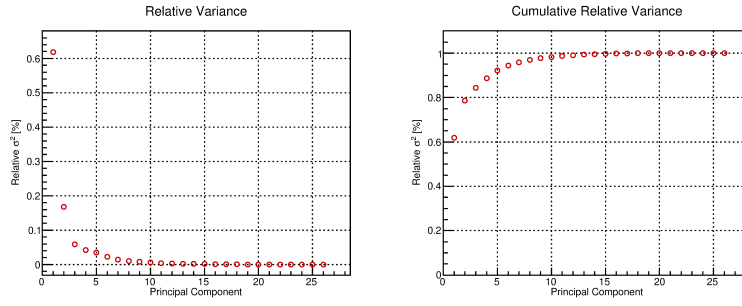 Relative Variance
Relative σ² [%]
0.6
0.5
0.4
0.3
0.2
0.1
0
0 5 10 15 20 25
Principal Component
Cumulative Relative Variance
Relative σ² [%]
1
0.8
0.6
0.4
0.2
0
0 5 10 15 20 25
Principal Component